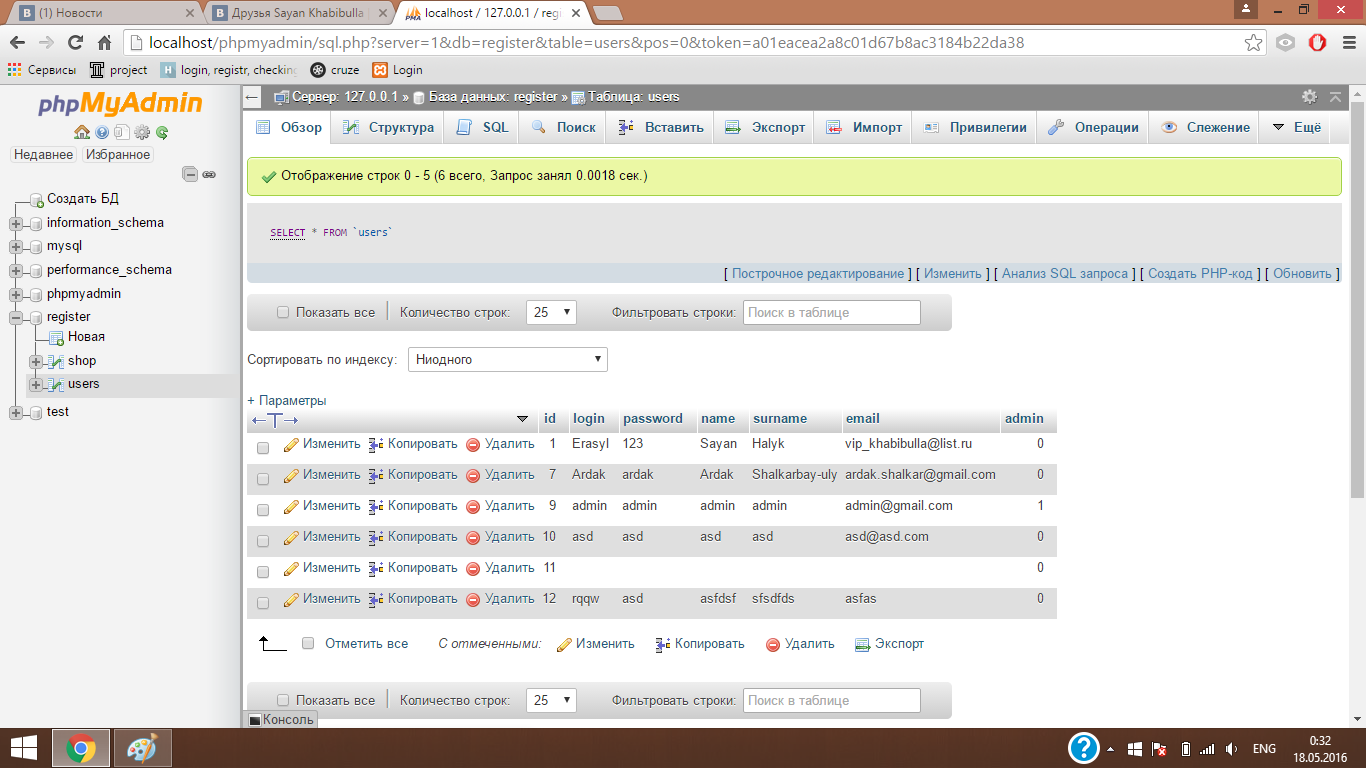 (1) Новости
Друзья Sayan Khabibulla
localhost / 127.0.0.1 / regi
localhost/phpmyadmin/sql.php?server=1&db=register&table=users&pos=0&token=a01eacea2a8c01d67b8ac3184b22da38
Сервисы project login, registr, checking cruze Login
phpMyAdmin
Недавнее Избранное
Создать БД
information_schema
mysql
performance_schema
phpmyadmin
register
Новая
shop
users
test
Сервер: 127.0.0.1 » База данных: register » Таблица: users
Обзор Структура SQL Поиск Вставить Экспорт Импорт Привилегии Операции Слежение Ещё
Отображение строк 0 - 5 (6 всего, Запрос занял 0.0018 сек.)
SELECT * FROM `users`
[ Построчное редактирование ] [ Изменить ] [ Анализ SQL запроса ] [ Создать PHP-код ] [ Обновить ]
Показать все Количество строк: 25 Фильтровать строки: Поиск в таблице
Сортировать по индексу: Ниодного
+ Параметры
←T→ id login password name surname email admin
Изменить Копировать Удалить 1 Erasyl 123 Sayan Halyk vip_khabibulla@list.ru 0
Изменить Копировать Удалить 7 Ardak ardak Ardak Shalkarbay-uly ardak.shalkar@gmail.com 0
Изменить Копировать Удалить 9 admin admin admin admin admin@gmail.com 1
Изменить Копировать Удалить 10 asd asd asd asd asd@asd.com 0
Изменить Копировать Удалить 11 0
Изменить Копировать Удалить 12 rqqw asd asfdsf sfsdfds asfas 0
Отметить все С отмеченными: Изменить Копировать Удалить Экспорт
Показать все Количество строк: 25 Фильтровать строки: Поиск в таблице
Консоль
ENG
0:32
18.05.2016